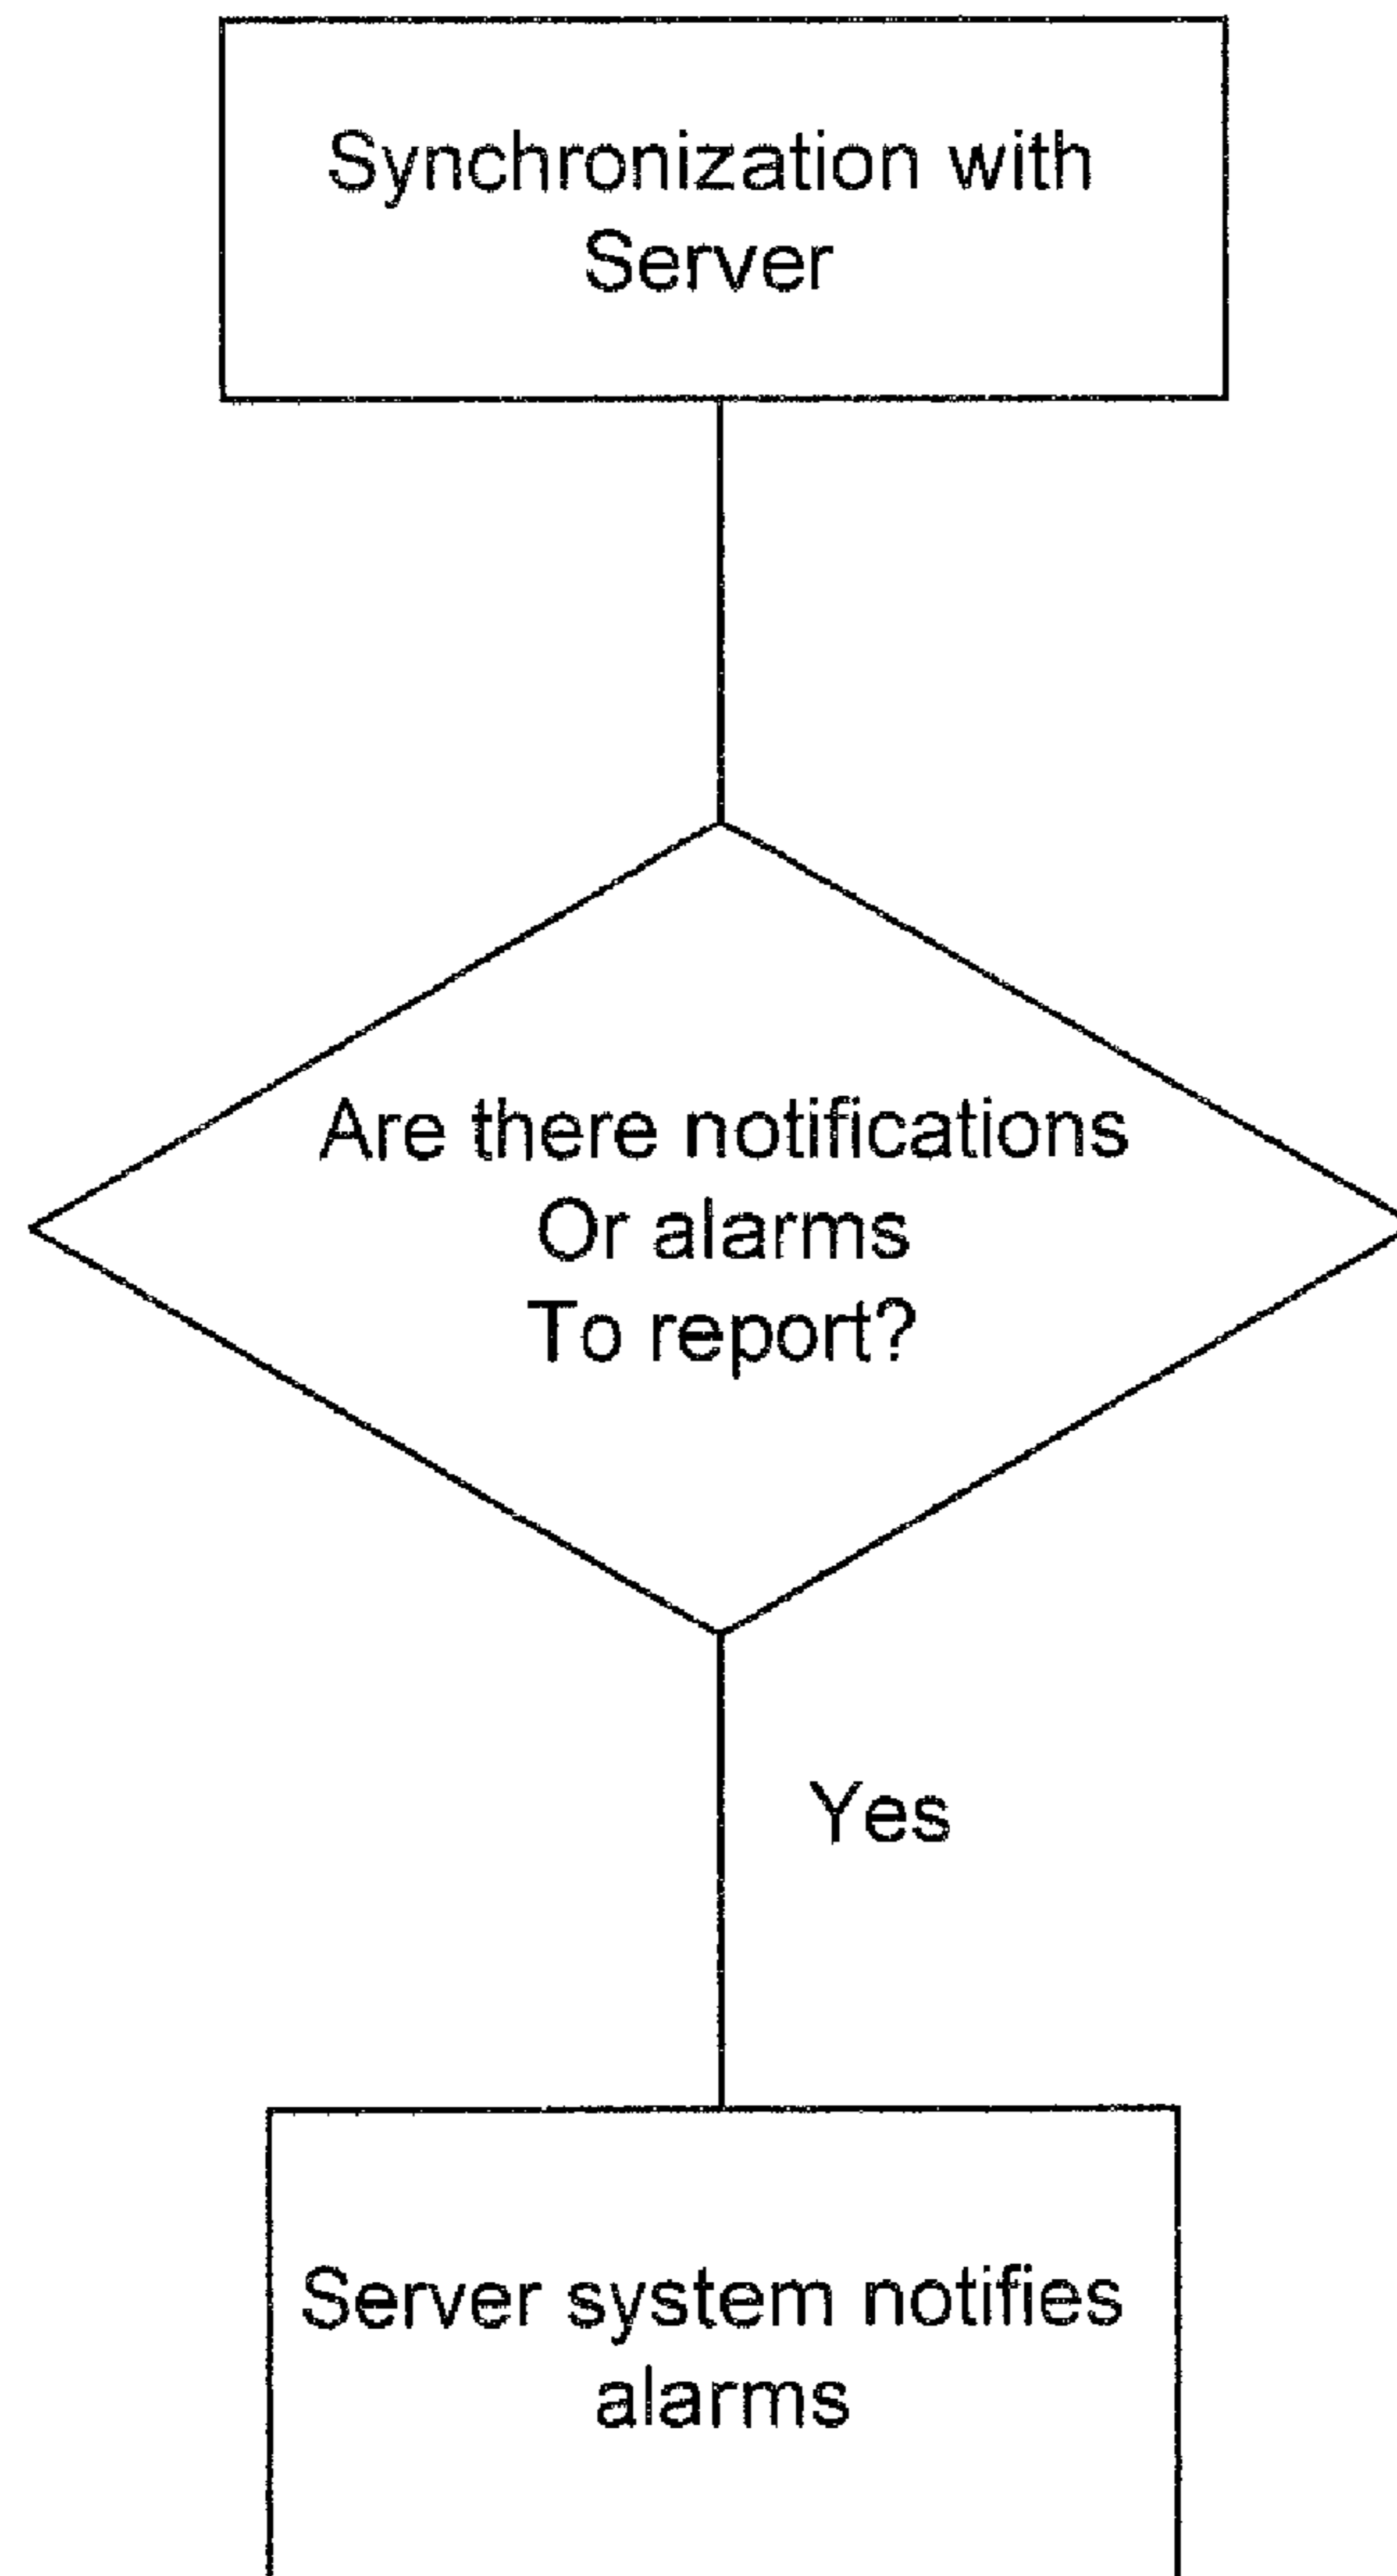 Synchronization with
Server
Are there notifications
Or alarms
To report?
Yes
Server system notifies
alarms